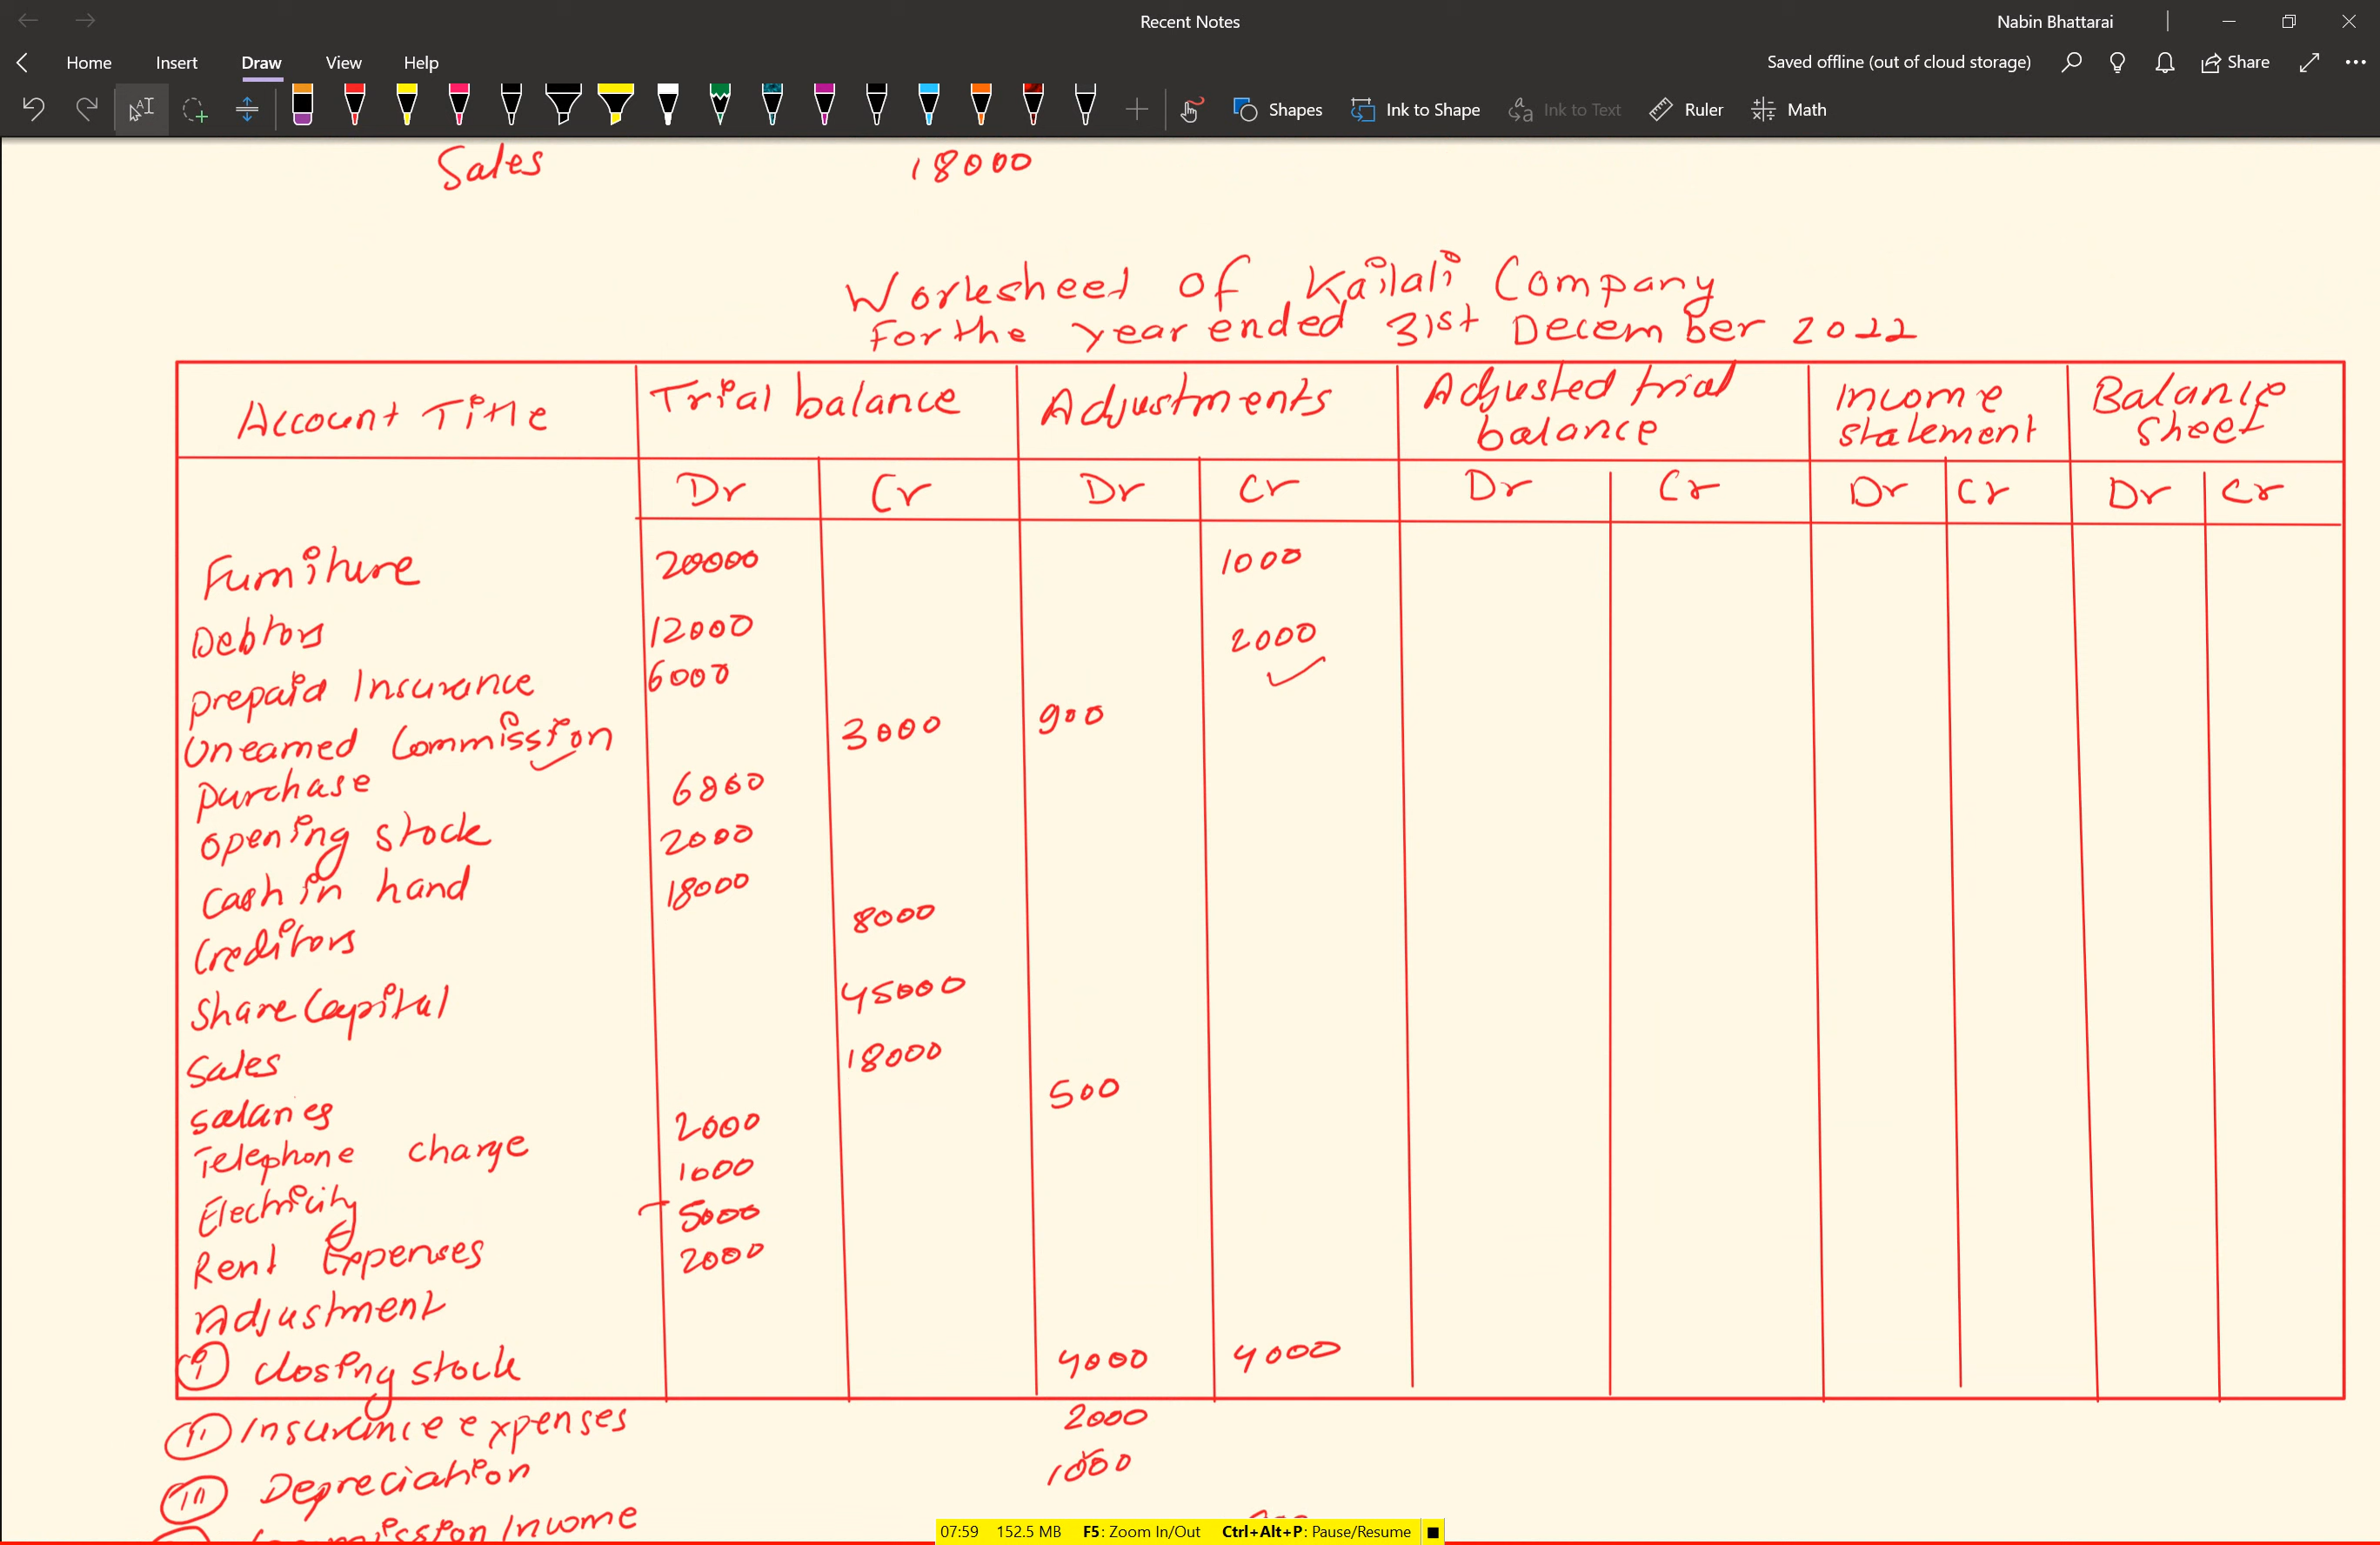 Recent Notes
Nabin Bhattarai
Home Insert Draw View Help
Saved offline (out of cloud storage) Share
Shapes Ink to Shape Ink to Text Ruler Math
Sales 18000
Worksheet of Kailali Company
For the year ended 31st December 2022
Account Title Trial balance Adjustments Adjusted trial balance Income statement Balance sheet
Dr Cr Dr Cr Dr Cr Dr Cr Dr Cr
Furniture 20000 1000
Debtors 12000 2000
prepaid Insurance 6000
Unearned Commission 3000 900
purchase 6800
opening stock 2000
Cash in hand 18000
Creditors 8000
Share Capital 45000
Sales 18000
salaries 2000 500
Telephone charge 1000
Electricity 5000
Rent Expenses 2000
Adjustment
i closing stock 4000 4000
ii Insurance expenses 2000
iii Depreciation 1000
Commission Income
07:59 152.5 MB F5: Zoom In/Out Ctrl+Alt+P: Pause/Resume